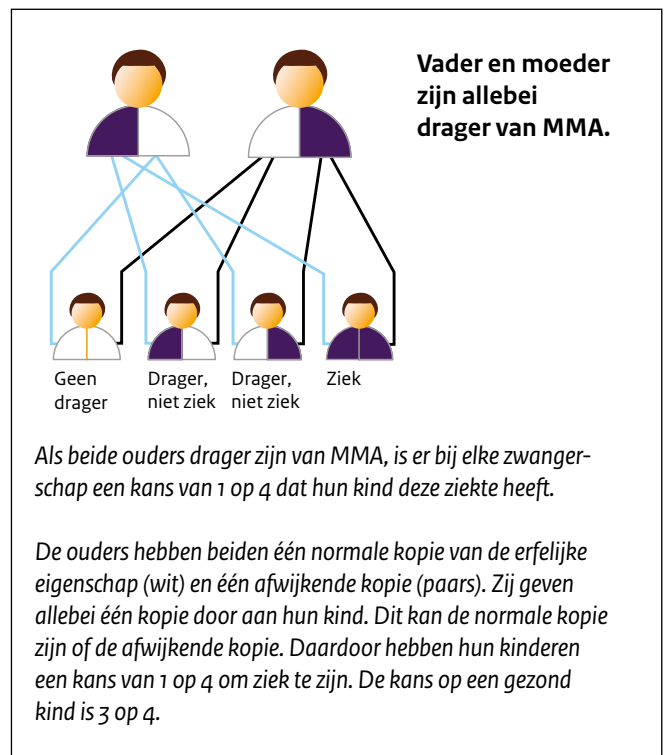 Vader en moeder
zijn allebei
drager van MMA.
Geen
drager
Drager,
niet ziek
Drager,
niet ziek
Ziek
Als beide ouders drager zijn van MMA, is er bij elke zwanger-
schap een kans van 1 op 4 dat hun kind deze ziekte heeft.
De ouders hebben beiden één normale kopie van de erfelijke
eigenschap (wit) en één afwijkende kopie (paars). Zij geven
allebei één kopie door aan hun kind. Dit kan de normale kopie
zijn of de afwijkende kopie. Daardoor hebben hun kinderen
een kans van 1 op 4 om ziek te zijn. De kans op een gezond
kind is 3 op 4.